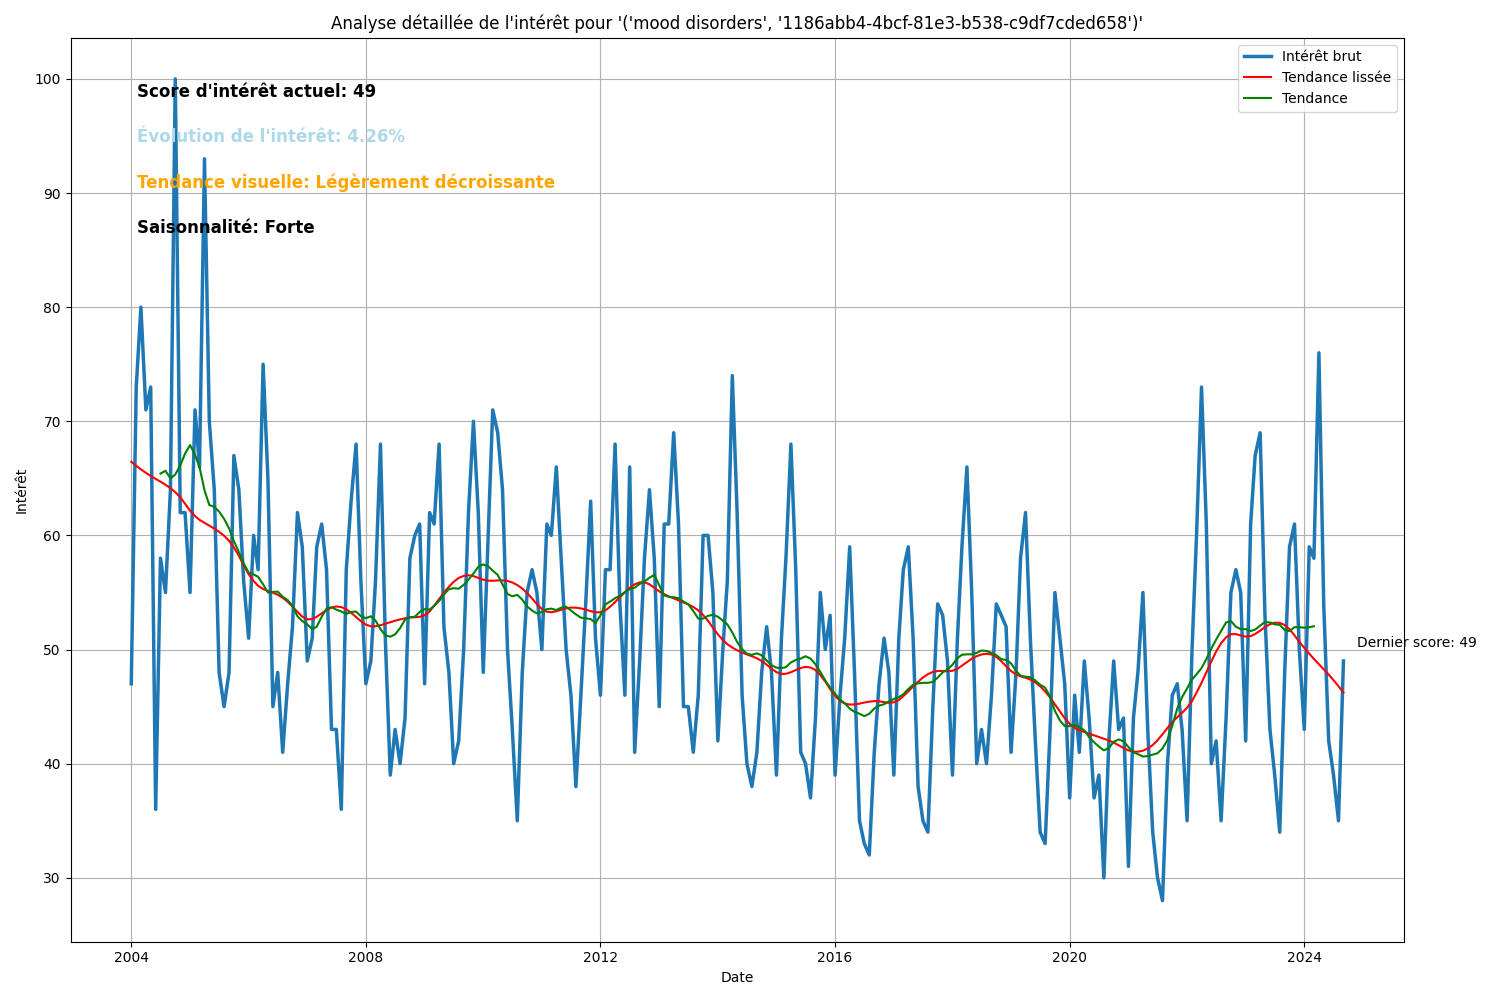 Analyse détaillée de l'intérêt pour '('mood disorders', '1186abb4-4bcf-81e3-b538-c9df7cded658')'
Intérêt brut
Tendance lissée
Tendance
Score d'intérêt actuel: 49
Évolution de l'intérêt: 4.26%
Tendance visuelle: Légèrement décroissante
Saisonnalité: Forte
100
90
80
70
60
50
40
30
Intérêt
Dernier score: 49
2004
2008
2012
2016
2020
2024
Date